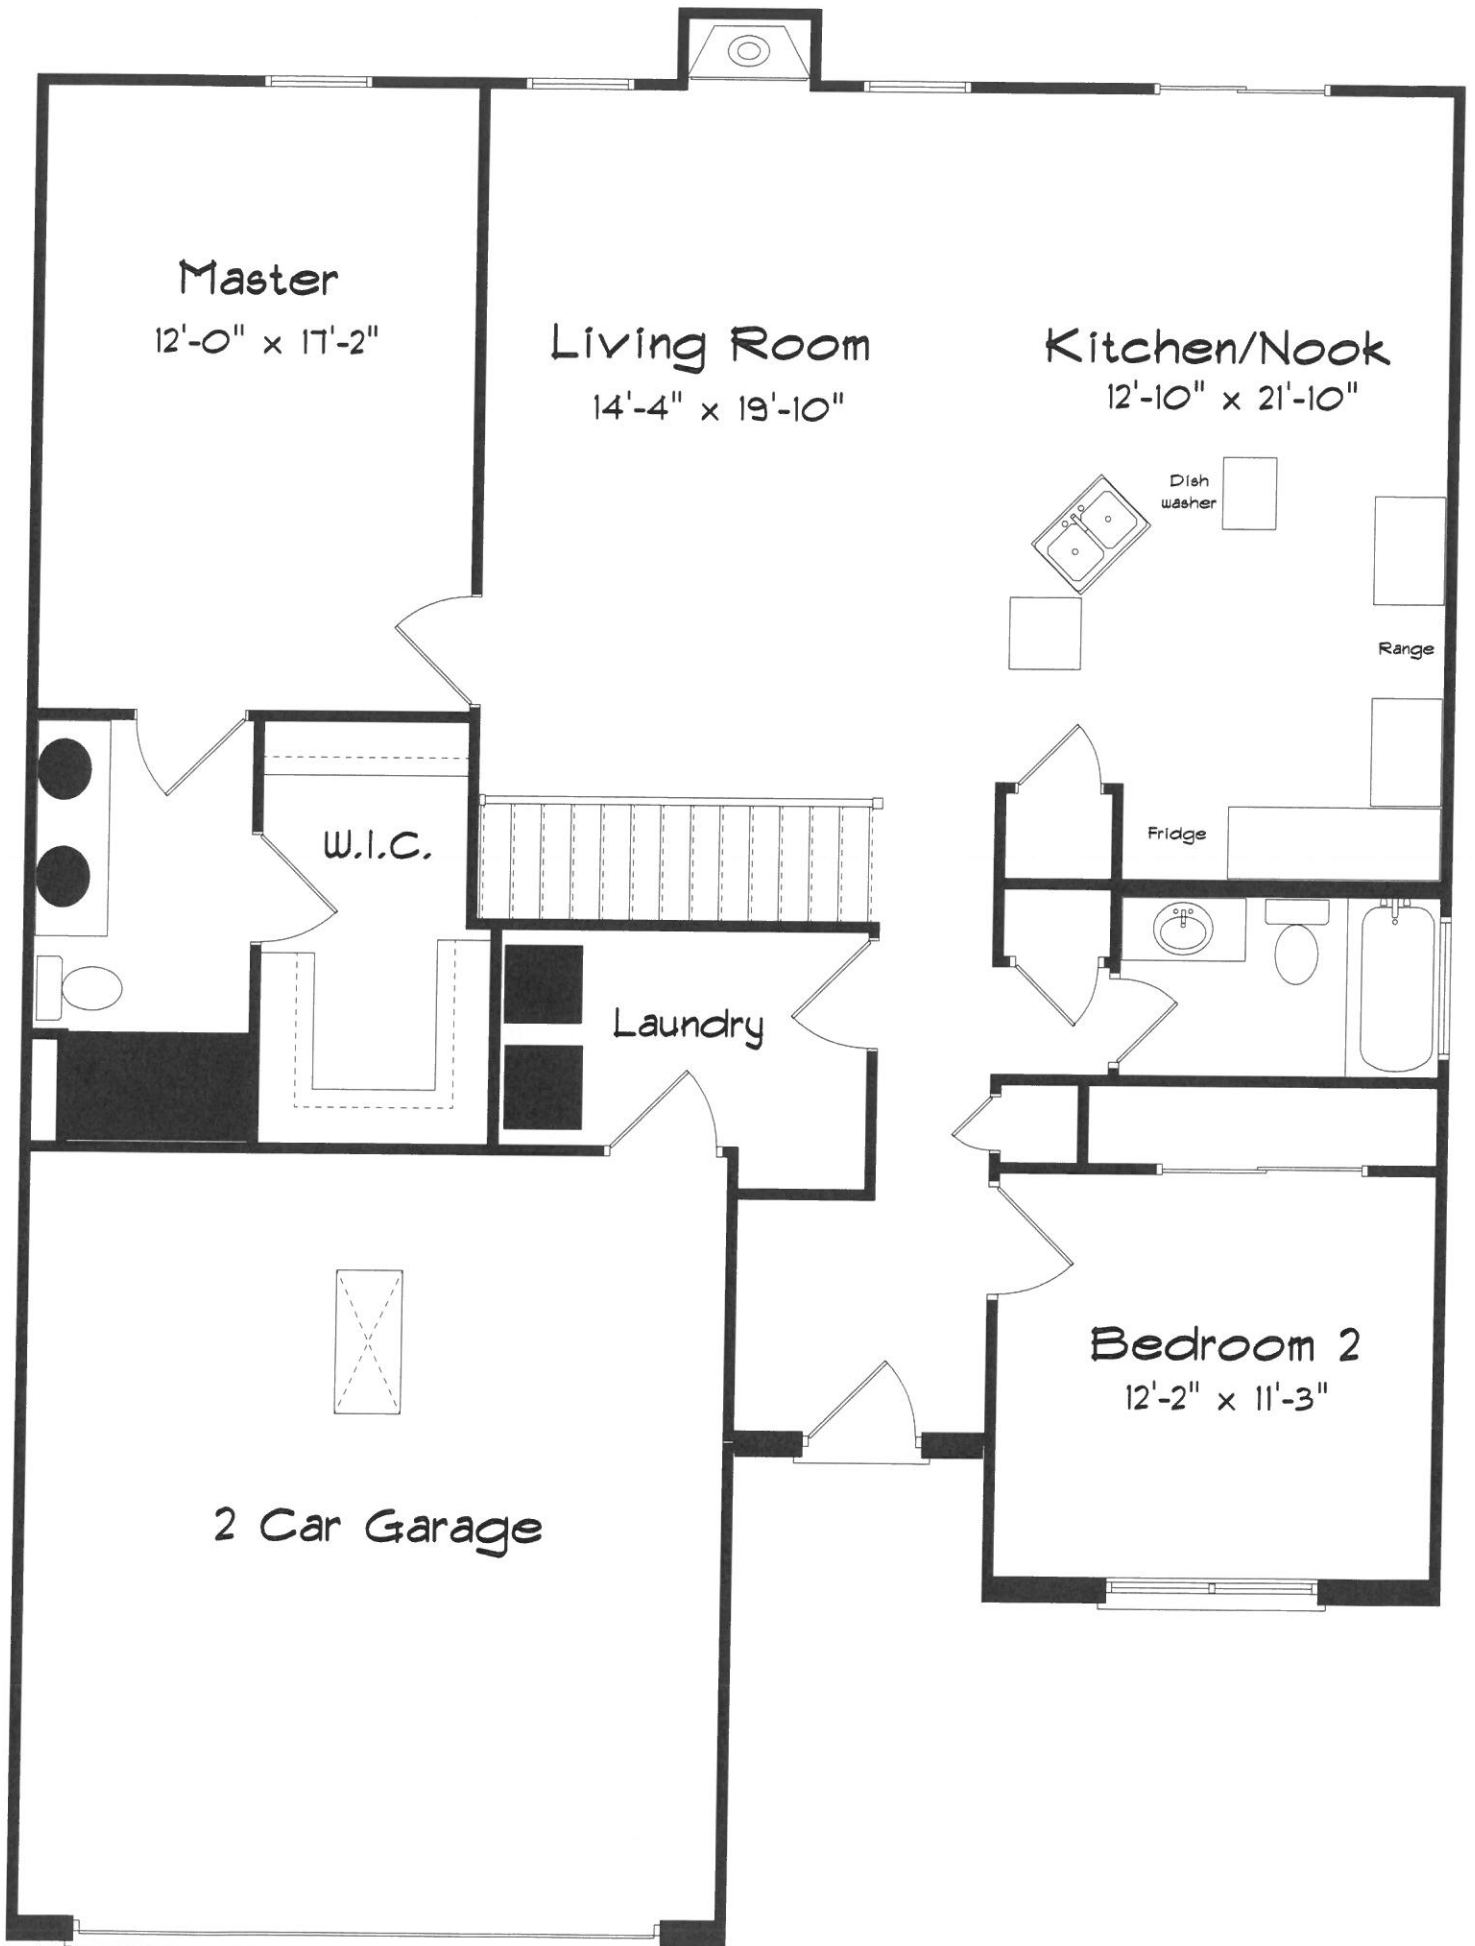 Master
12'-0" x 17'-2"
Living Room
14'-4" x 19'-10"
Kitchen/Nook
12'-10" x 21'-10"
Dish
washer
Range
Fridge
W.I.C.
Laundry
Bedroom 2
12'-2" x 11'-3"
2 Car Garage